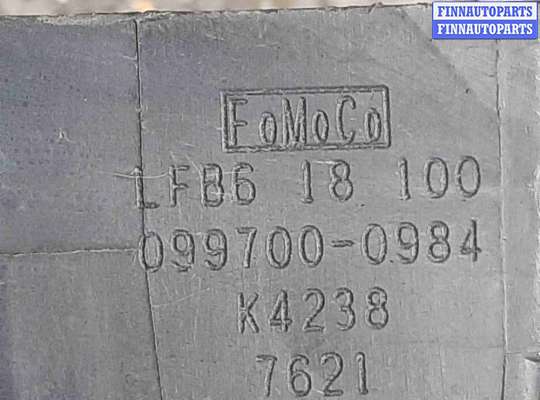 FINNAUTOPARTS
FINNAUTOPARTS
FoMoCo
LFB6 18 100
099700-0984
K4238
7621